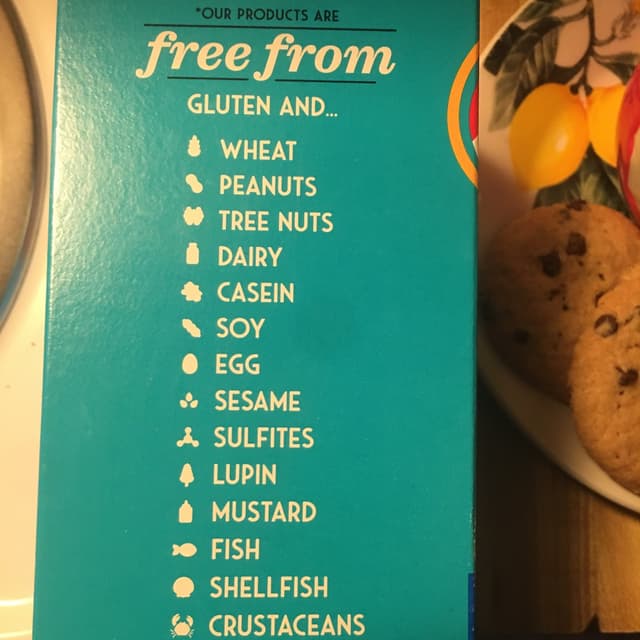 *OUR PRODUCTS ARE
free from
GLUTEN AND...
WHEAT
PEANUTS
TREE NUTS
DAIRY
CASEIN
SOY
EGG
SESAME
SULFITES
LUPIN
MUSTARD
FISH
SHELLFISH
CRUSTACEANS